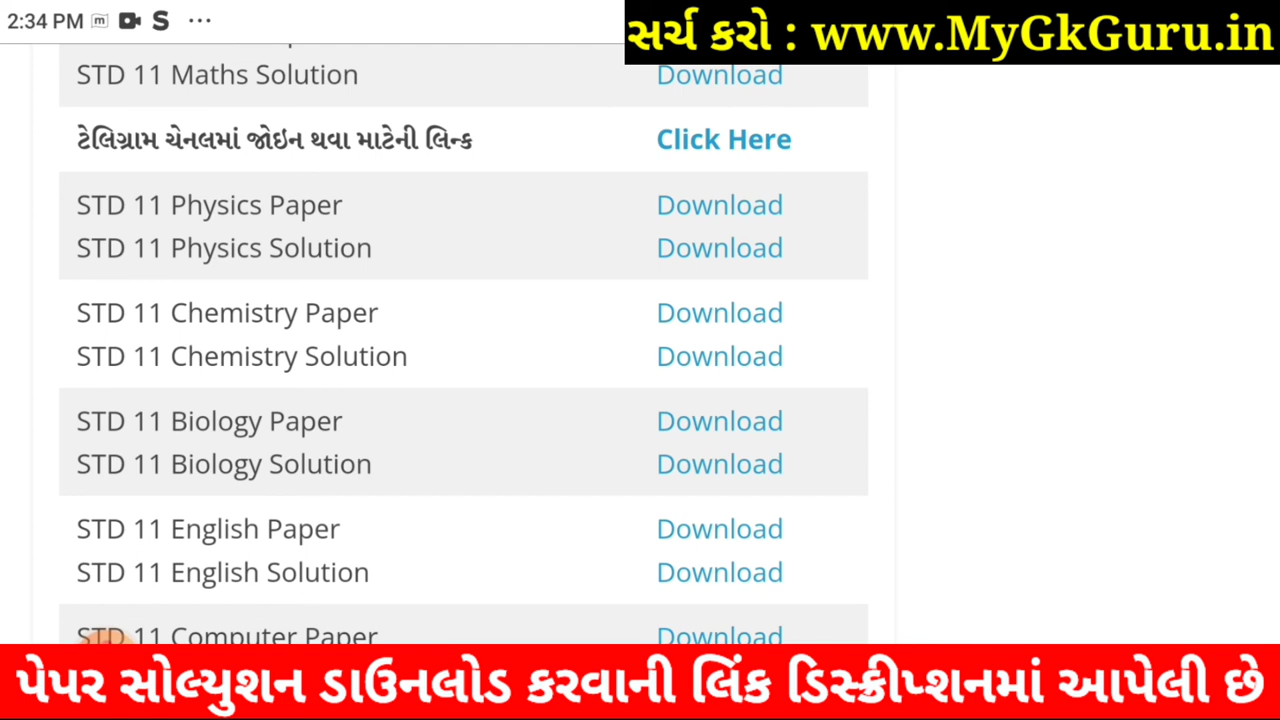 2:34 PM
સર્ચ કરો : www.MyGkGuru.in
STD 11 Maths Solution Download
ટેલિગ્રામ ચેનલમાં જોઇન થવા માટેની લિન્ક Click Here
STD 11 Physics Paper Download
STD 11 Physics Solution Download
STD 11 Chemistry Paper Download
STD 11 Chemistry Solution Download
STD 11 Biology Paper Download
STD 11 Biology Solution Download
STD 11 English Paper Download
STD 11 English Solution Download
STD 11 Computer Paper Download
પેપર સોલ્યુશન ડાઉનલોડ કરવાની લિંક ડિસ્ક્રીપ્શનમાં આપેલી છે